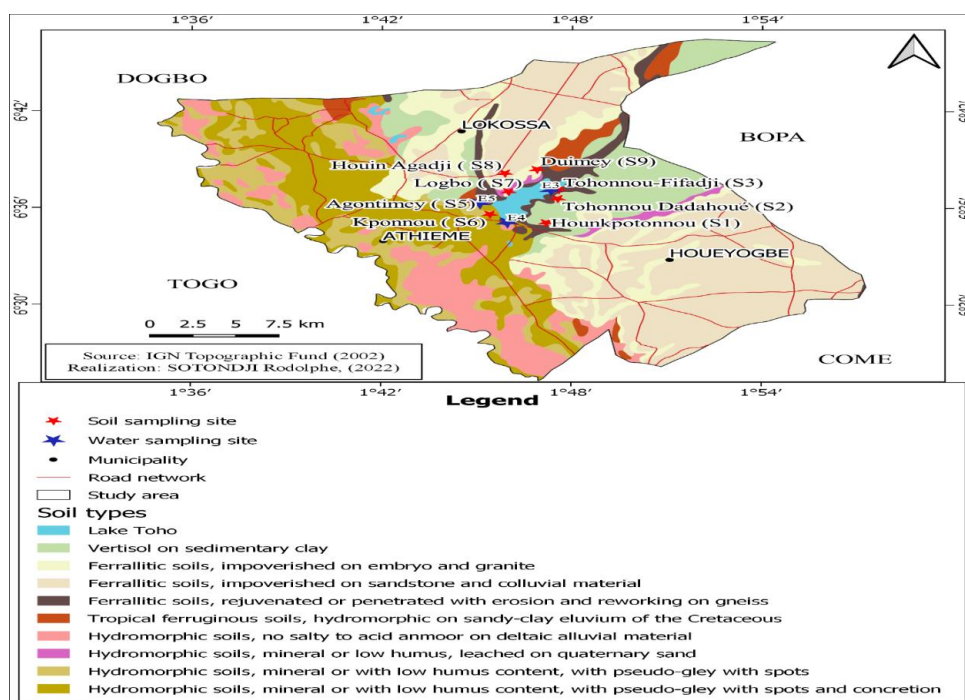 1°36′ 1°42′ 1°48′ 1°54′
DOGBO
6°42′ 6°42′
LOKOSSA
BOPA
Houin Agadji ( S8) Duimey (S9)
Logbo ( S7) E3 Tohonnou-Fifadji (S3)
Agontimey ( S5) E5 Tohonnou Dadahoué (S2)
6°36′
Kponnou ( S6) E4 Hounkpotonnou (S1)
ATHIEME
HOUEYOGBE
TOGO
6°30′
0 2.5 5 7.5 km
Source: IGN Topographic Fund (2002)
Realization: SOTONDJI Rodolphe, (2022)
COME
1°36′ 1°42′ 1°48′ 1°54′
Legend
Soil sampling site
Water sampling site
Municipality
Road network
Study area
Soil types
Lake Toho
Vertisol on sedimentary clay
Ferrallitic soils, impoverished on embryo and granite
Ferrallitic soils, impoverished on sandstone and colluvial material
Ferrallitic soils, rejuvenated or penetrated with erosion and reworking on gneiss
Tropical ferruginous soils, hydromorphic on sandy-clay eluvium of the Cretaceous
Hydromorphic soils, no salty to acid anmoor on deltaic alluvial material
Hydromorphic soils, mineral or low humus, leached on quaternary sand
Hydromorphic soils, mineral or with low humus content, with pseudo-gley with spots
Hydromorphic soils, mineral or with low humus content, with pseudo-gley with spots and concretion